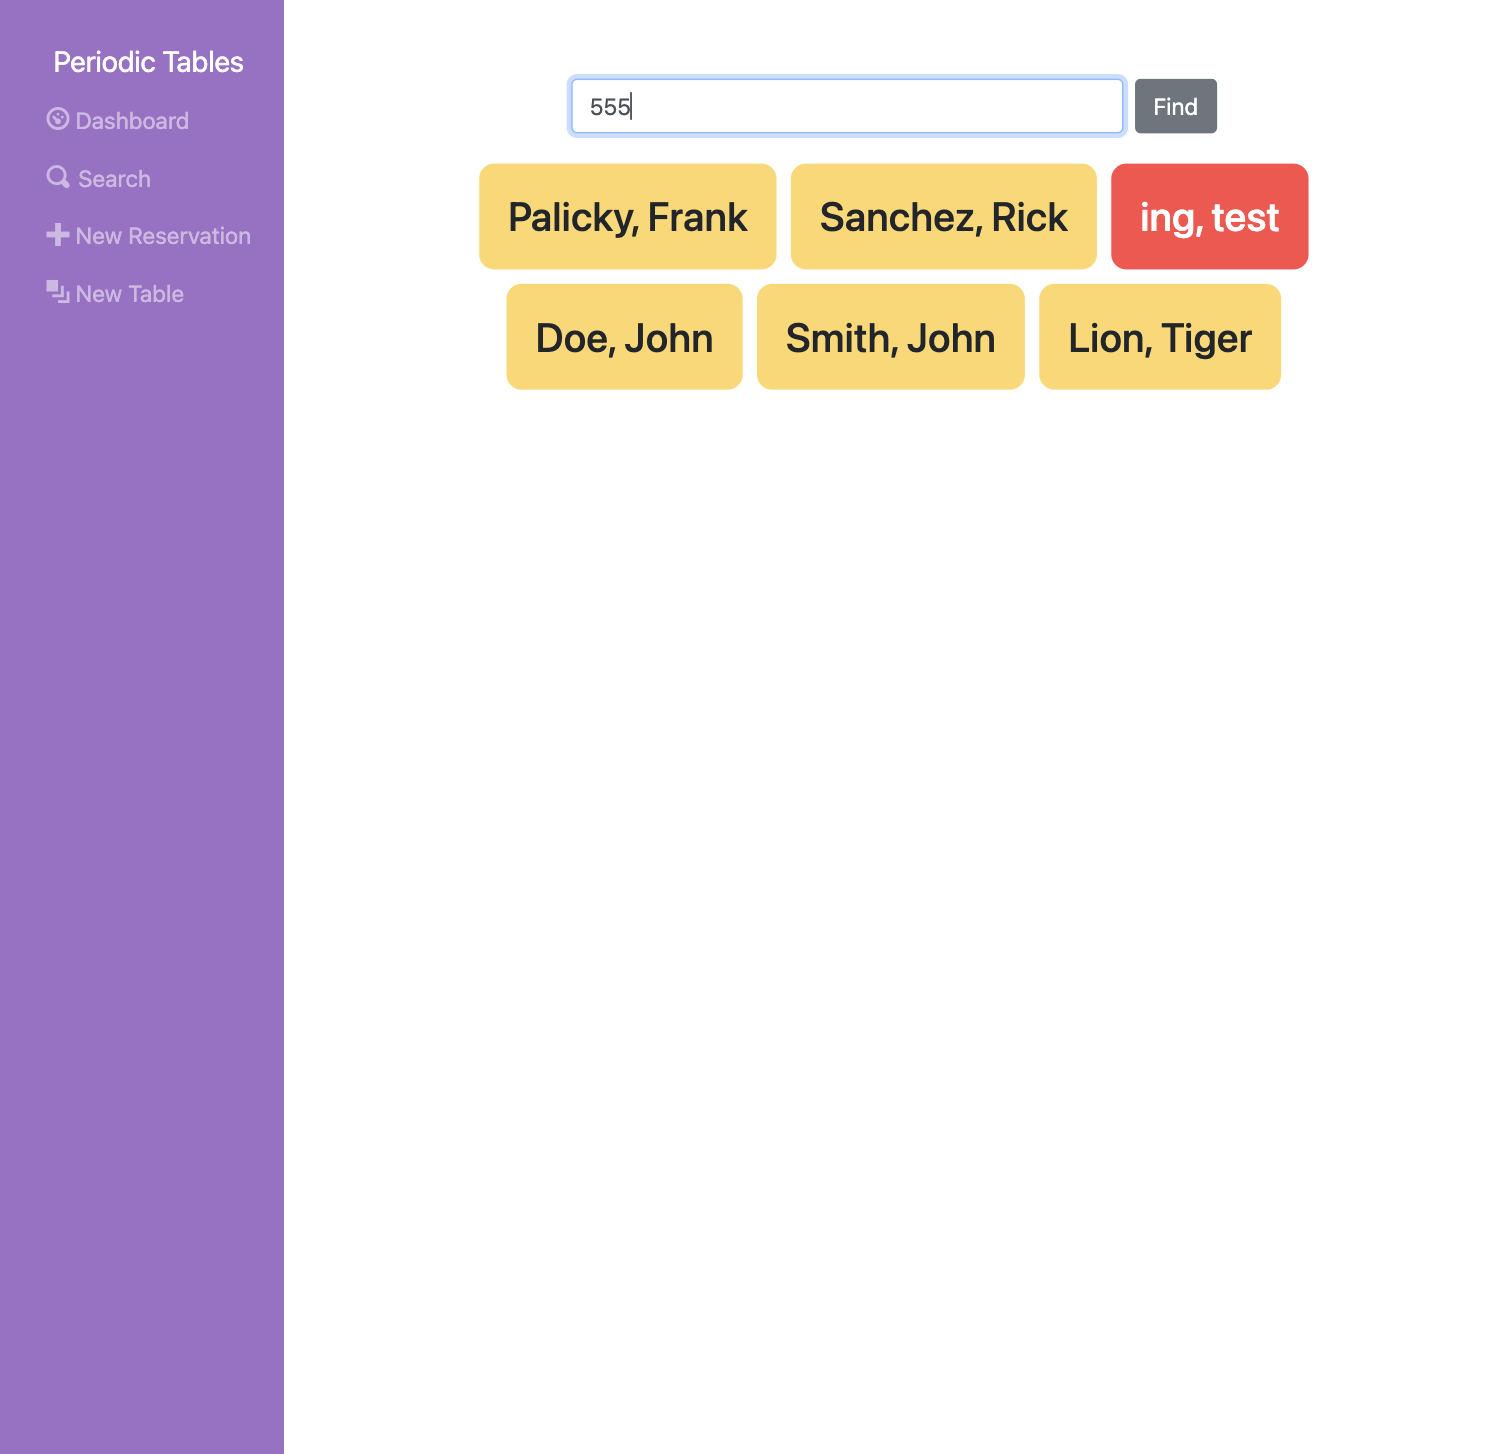 Periodic Tables
Dashboard
Search
New Reservation
New Table
555 Find
Palicky, Frank Sanchez, Rick ing, test
Doe, John Smith, John Lion, Tiger